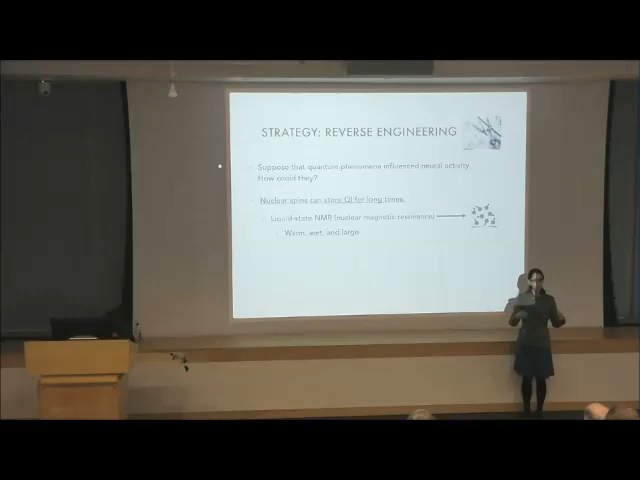 STRATEGY: REVERSE ENGINEERING
Suppose that quantum phenomena influenced neural activity.
How could they?
Nuclear spins can store QI for long times.
Liquid-state NMR (nuclear magnetic resonance)
Warm, wet, and large